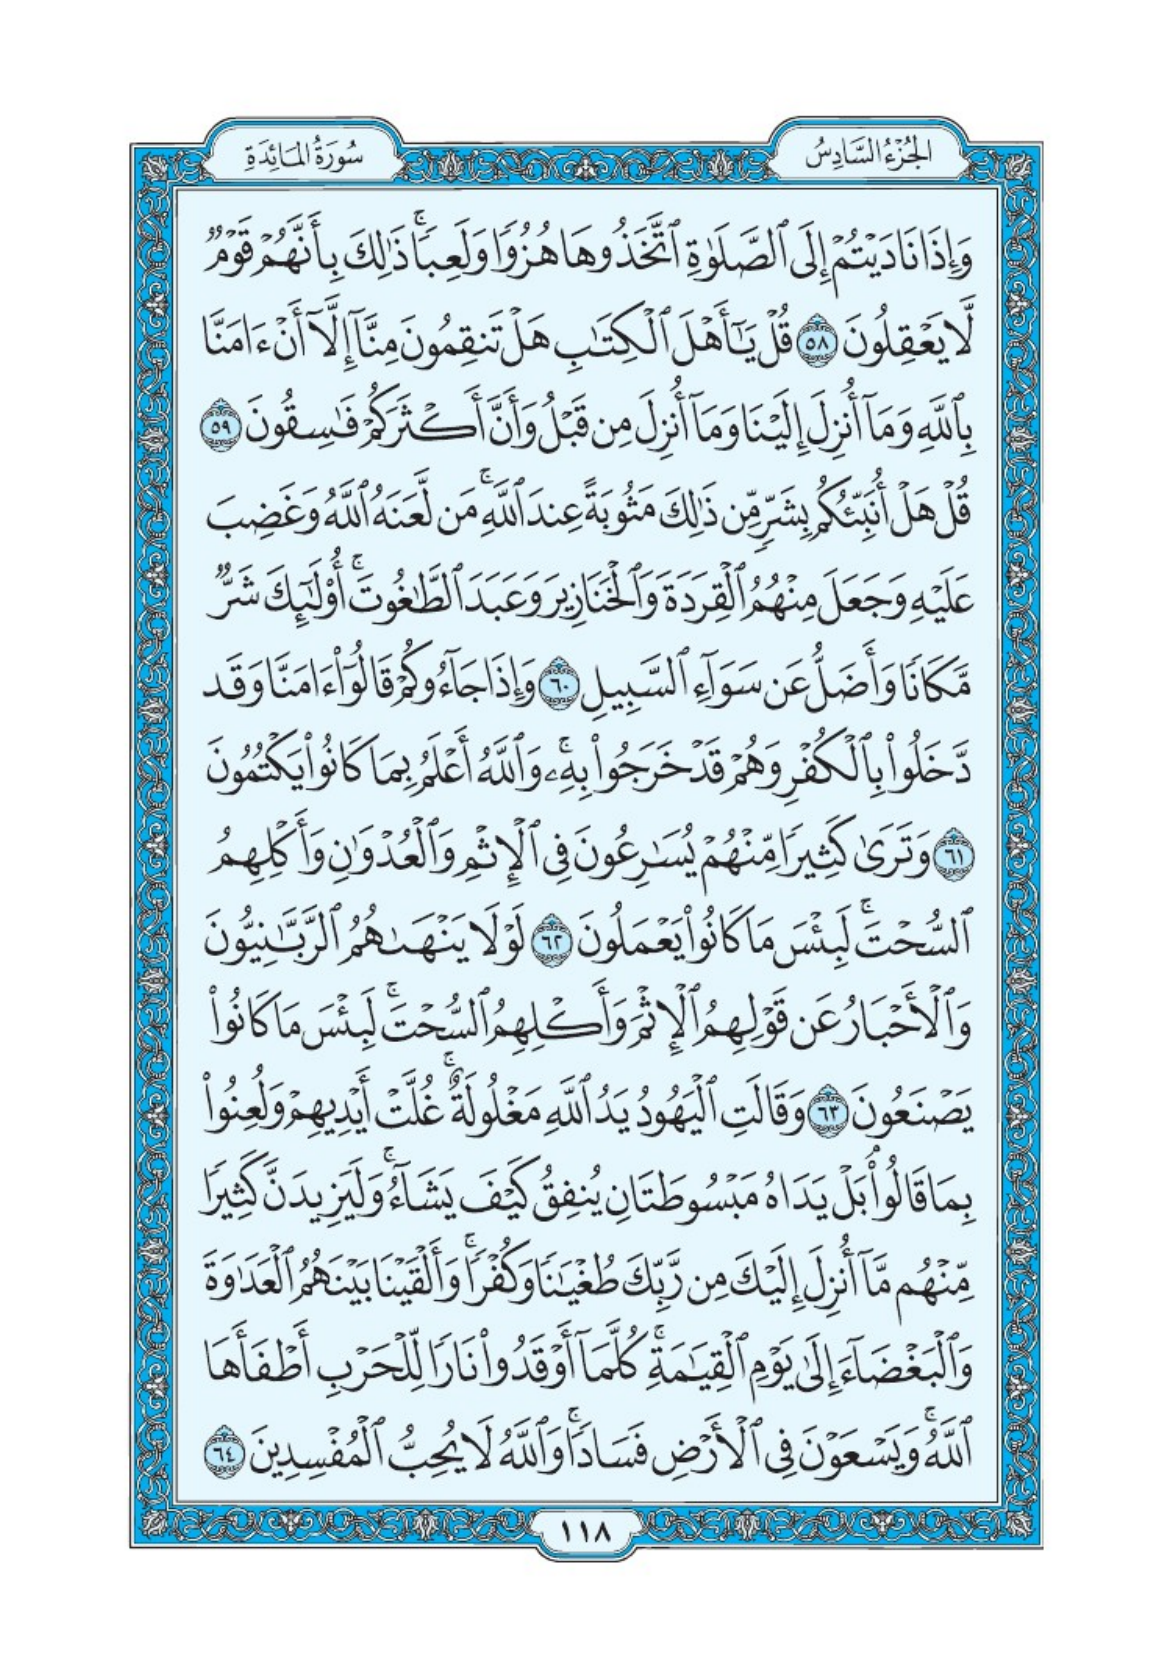 الجُزْءُ السَّادِسُ
سُورَةُ المَائِدَةِ
وَإِذَا نَادَيْتُمْ إِلَى ٱلصَّلَوٰةِ ٱتَّخَذُوهَا هُزُوًا وَلَعِبًا ۚ ذَٰلِكَ بِأَنَّهُمْ قَوْمٌ
لَّا يَعْقِلُونَ ٥٨ قُلْ يَـٰٓأَهْلَ ٱلْكِتَـٰبِ هَلْ تَنقِمُونَ مِنَّآ إِلَّآ أَنْ ءَامَنَّا
بِٱللَّهِ وَمَآ أُنزِلَ إِلَيْنَا وَمَآ أُنزِلَ مِن قَبْلُ وَأَنَّ أَكْثَرَكُمْ فَـٰسِقُونَ ٥٩
قُلْ هَلْ أُنَبِّئُكُم بِشَرٍّ مِّن ذَٰلِكَ مَثُوبَةً عِندَ ٱللَّهِ ۚ مَن لَّعَنَهُ ٱللَّهُ وَغَضِبَ
عَلَيْهِ وَجَعَلَ مِنْهُمُ ٱلْقِرَدَةَ وَٱلْخَنَازِيرَ وَعَبَدَ ٱلطَّـٰغُوتَ ۚ أُو۟لَـٰٓئِكَ شَرٌّ
مَّكَانًا وَأَضَلُّ عَن سَوَآءِ ٱلسَّبِيلِ ٦٠ وَإِذَا جَآءُوكُمْ قَالُوٓا۟ ءَامَنَّا وَقَد
دَّخَلُوا۟ بِٱلْكُفْرِ وَهُمْ قَدْ خَرَجُوا۟ بِهِۦ ۚ وَٱللَّهُ أَعْلَمُ بِمَا كَانُوا۟ يَكْتُمُونَ
٦١ وَتَرَىٰ كَثِيرًا مِّنْهُمْ يُسَـٰرِعُونَ فِى ٱلْإِثْمِ وَٱلْعُدْوَٰنِ وَأَكْلِهِمُ
ٱلسُّحْتَ ۚ لَبِئْسَ مَا كَانُوا۟ يَعْمَلُونَ ٦٢ لَوْلَا يَنْهَىٰهُمُ ٱلرَّبَّـٰنِيُّونَ
وَٱلْأَحْبَارُ عَن قَوْلِهِمُ ٱلْإِثْمَ وَأَكْلِهِمُ ٱلسُّحْتَ ۚ لَبِئْسَ مَا كَانُوا۟
يَصْنَعُونَ ٦٣ وَقَالَتِ ٱلْيَهُودُ يَدُ ٱللَّهِ مَغْلُولَةٌ ۚ غُلَّتْ أَيْدِيهِمْ وَلُعِنُوا۟
بِمَا قَالُوا۟ ۘ بَلْ يَدَاهُ مَبْسُوطَتَانِ يُنفِقُ كَيْفَ يَشَآءُ ۚ وَلَيَزِيدَنَّ كَثِيرًا
مِّنْهُم مَّآ أُنزِلَ إِلَيْكَ مِن رَّبِّكَ طُغْيَـٰنًا وَكُفْرًا ۚ وَأَلْقَيْنَا بَيْنَهُمُ ٱلْعَدَٰوَةَ
وَٱلْبَغْضَآءَ إِلَىٰ يَوْمِ ٱلْقِيَـٰمَةِ ۚ كُلَّمَآ أَوْقَدُوا۟ نَارًا لِّلْحَرْبِ أَطْفَأَهَا
ٱللَّهُ ۚ وَيَسْعَوْنَ فِى ٱلْأَرْضِ فَسَادًا ۚ وَٱللَّهُ لَا يُحِبُّ ٱلْمُفْسِدِينَ ٦٤
١١٨